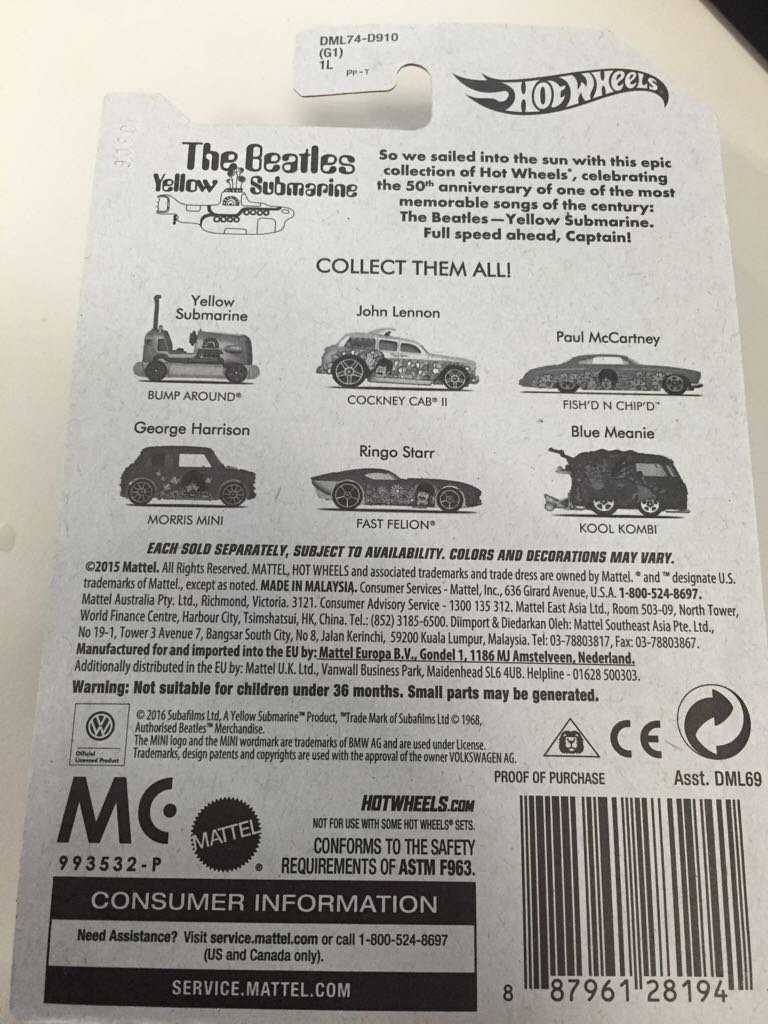 DML74-D910
(G1)
1L
PP-T
HOT WHEELS
The Beatles
Yellow Submarine
So we sailed into the sun with this epic
collection of Hot Wheels®, celebrating
the 50th anniversary of one of the most
memorable songs of the century:
The Beatles—Yellow Submarine.
Full speed ahead, Captain!
COLLECT THEM ALL!
Yellow
Submarine
BUMP AROUND®
John Lennon
COCKNEY CAB® II
Paul McCartney
FISH'D N CHIP'D™
George Harrison
MORRIS MINI
Ringo Starr
FAST FELION®
Blue Meanie
KOOL KOMBI
EACH SOLD SEPARATELY, SUBJECT TO AVAILABILITY. COLORS AND DECORATIONS MAY VARY.
©2015 Mattel. All Rights Reserved. MATTEL, HOT WHEELS and associated trademarks and trade dress are owned by Mattel. ® and ™ designate U.S.
trademarks of Mattel., except as noted. MADE IN MALAYSIA. Consumer Services - Mattel, Inc., 636 Girard Avenue, U.S.A. 1-800-524-8697.
Mattel Australia Pty. Ltd., Richmond, Victoria. 3121. Consumer Advisory Service - 1300 135 312. Mattel East Asia Ltd., Room 503-09, North Tower,
World Finance Centre, Harbour City, Tsimshatsui, HK, China. Tel.: (852) 3185-6500. Diimport & Diedarkan Oleh: Mattel Southeast Asia Pte. Ltd.,
No 19-1, Tower 3 Avenue 7, Bangsar South City, No 8, Jalan Kerinchi, 59200 Kuala Lumpur, Malaysia. Tel: 03-78803817, Fax: 03-78803867.
Manufactured for and imported into the EU by: Mattel Europa B.V., Gondel 1, 1186 MJ Amstelveen, Nederland.
Additionally distributed in the EU by: Mattel U.K. Ltd., Vanwall Business Park, Maidenhead SL6 4UB. Helpline - 01628 500303.
Warning: Not suitable for children under 36 months. Small parts may be generated.
Official
Licensed Product
© 2016 Subafilms Ltd, A Yellow Submarine™ Product, ™Trade Mark of Subafilms Ltd © 1968,
Authorised Beatles™ Merchandise.
The MINI logo and the MINI wordmark are trademarks of BMW AG and are used under License.
Trademarks, design patents and copyrights are used with the approval of the owner VOLKSWAGEN AG.
CE
PROOF OF PURCHASE
Asst. DML69
MC
993532-P
MATTEL®
HOTWHEELS.COM
NOT FOR USE WITH SOME HOT WHEELS® SETS.
CONFORMS TO THE SAFETY
REQUIREMENTS OF ASTM F963.
CONSUMER INFORMATION
Need Assistance? Visit service.mattel.com or call 1-800-524-8697
(US and Canada only).
SERVICE.MATTEL.COM
8 87961 28194